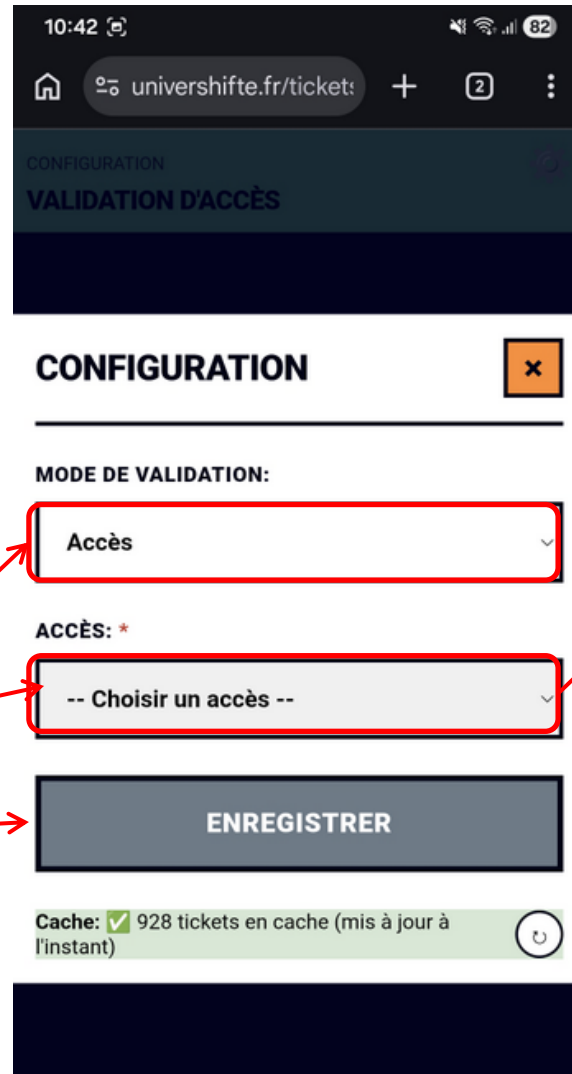 10:42
82
univershifte.fr/tickets
2
CONFIGURATION
VALIDATION D'ACCÈS
CONFIGURATION
MODE DE VALIDATION:
Accès
ACCÈS: *
-- Choisir un accès --
ENREGISTRER
Cache: ✅ 928 tickets en cache (mis à jour à
l'instant)